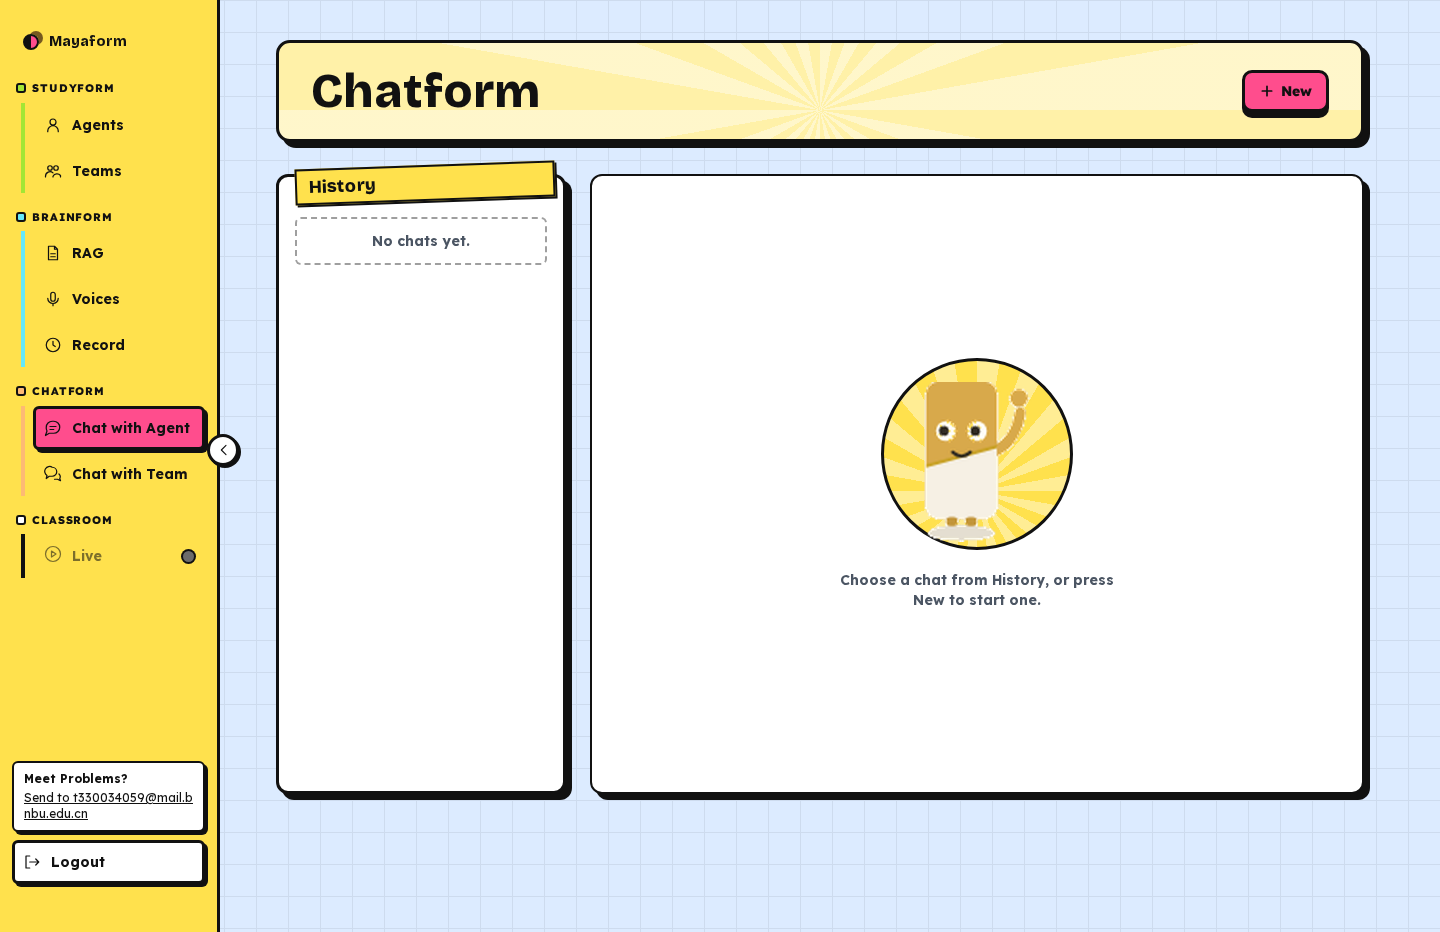 Mayaform
STUDYFORM
Agents
Teams
BRAINFORM
RAG
Voices
Record
CHATFORM
Chat with Agent
Chat with Team
CLASSROOM
Live
Meet Problems?
Send to t330034059@mail.b
nbu.edu.cn
Logout
Chatform
New
History
No chats yet.
Choose a chat from History, or press
New to start one.